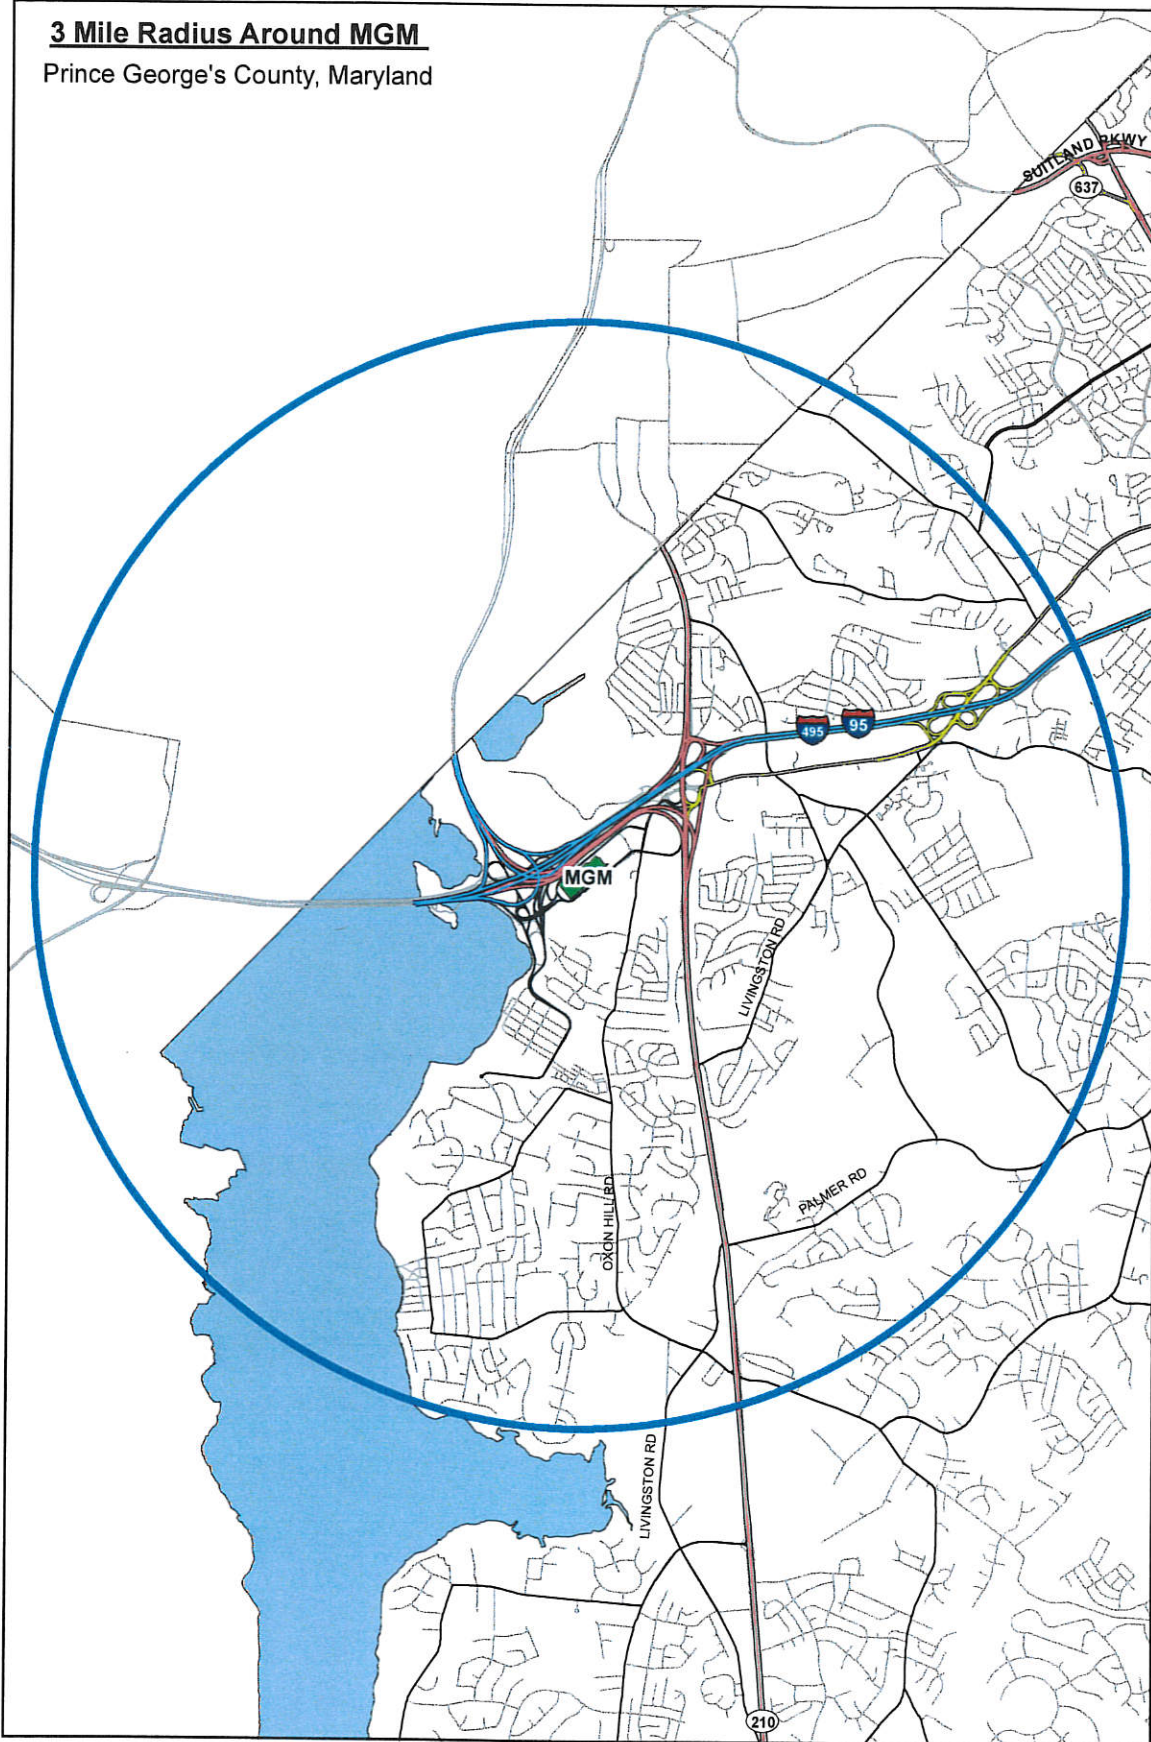 3 Mile Radius Around MGM
Prince George's County, Maryland
SUITLAND PKWY
637
495
95
MGM
LIVINGSTON RD
PALMER RD
OXON HILL RD
LIVINGSTON RD
210